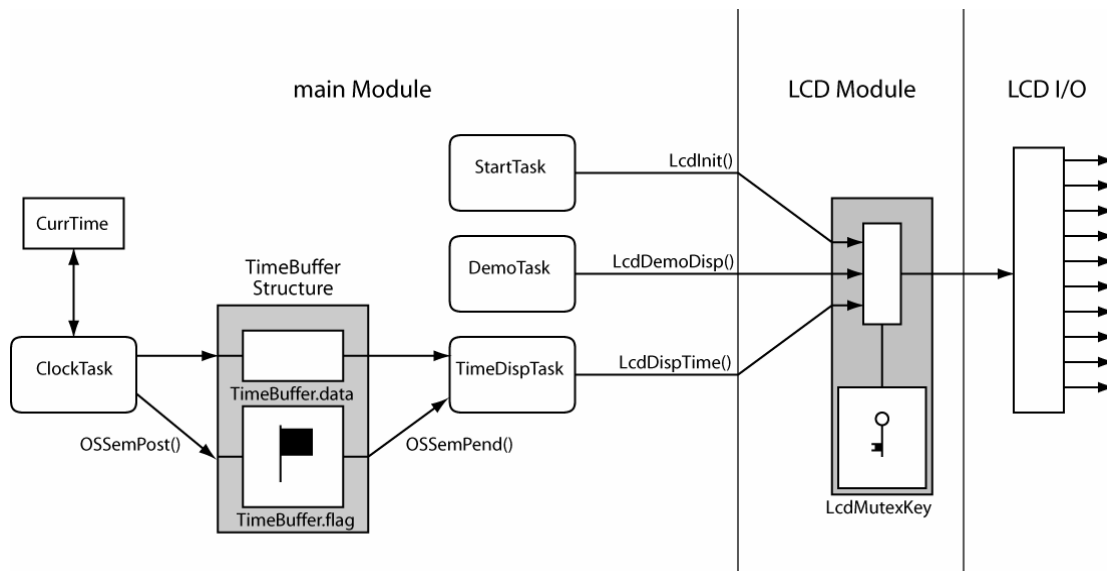 main Module
LCD Module
LCD I/O
StartTask
LcdInit()
CurrTime
TimeBuffer
Structure
DemoTask
LcdDemoDisp()
ClockTask
TimeDispTask
LcdDispTime()
TimeBuffer.data
OSSemPost()
OSSemPend()
TimeBuffer.flag
LcdMutexKey